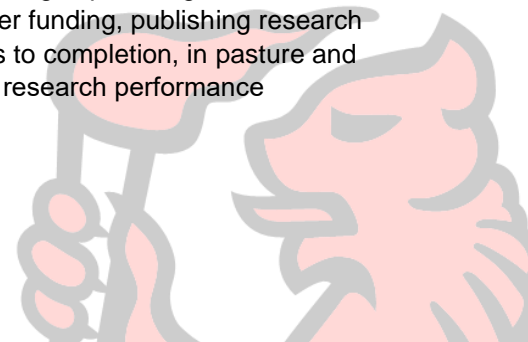 er funding, publishing research
s to completion, in pasture and
research performance